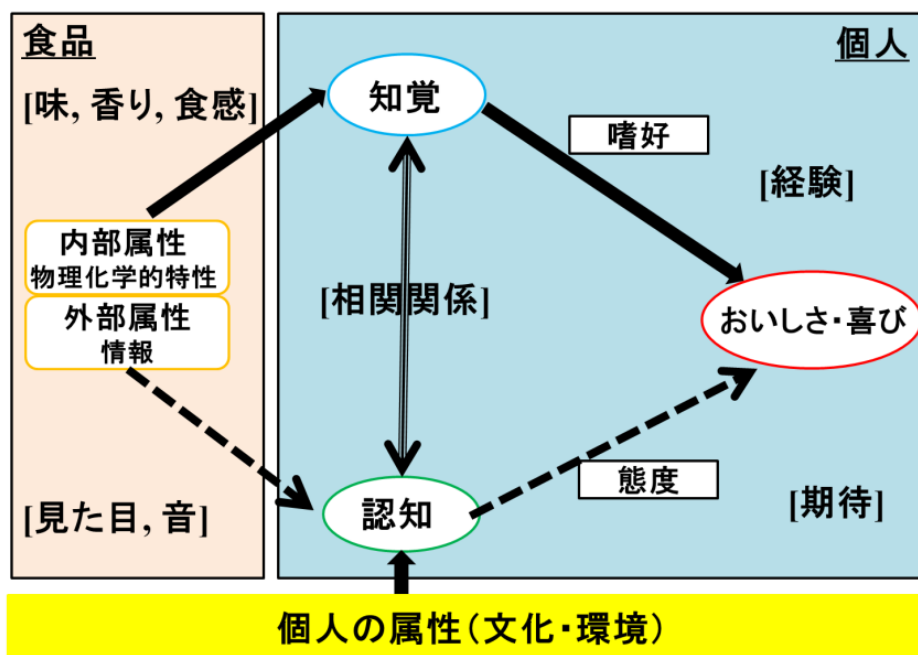 食品
個人
[味, 香り, 食感]
知覚
嗜好
[経験]
内部属性
物理化学的特性
外部属性
情報
[相関関係]
おいしさ・喜び
[見た目, 音]
認知
態度
[期待]
個人の属性(文化・環境)